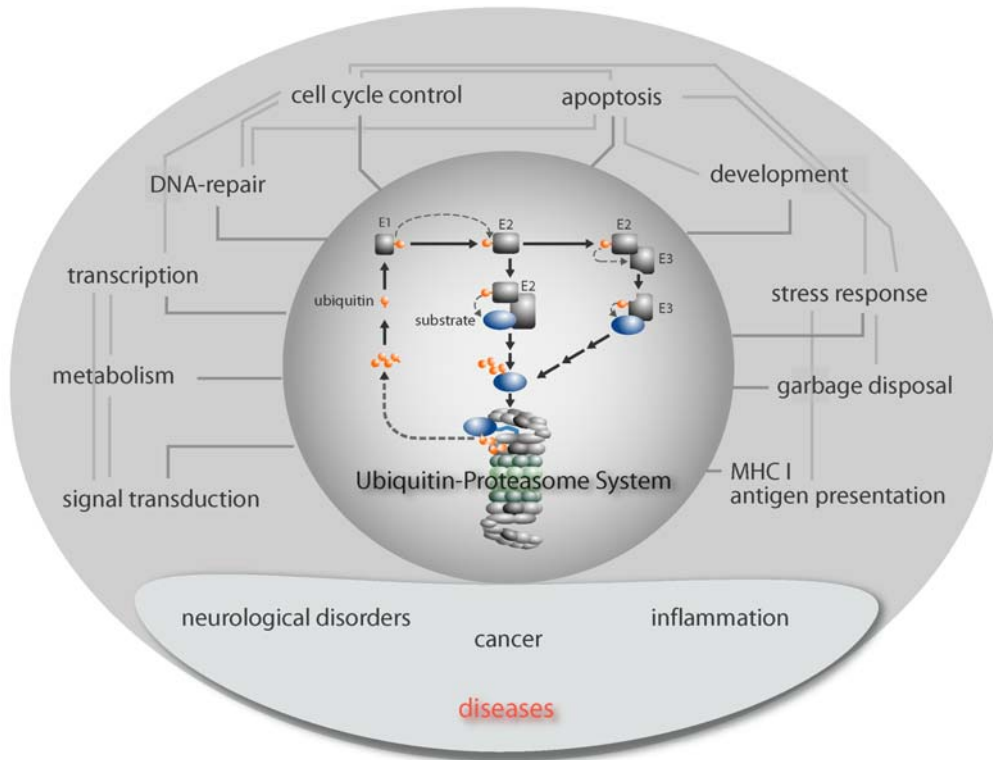 cell cycle control
apoptosis
DNA-repair
development
E1
E2
E2
E3
transcription
ubiquitin
E2
substrate
E3
stress response
metabolism
garbage disposal
Ubiquitin-Proteasome System
MHC I
antigen presentation
signal transduction
neurological disorders
cancer
inflammation
diseases